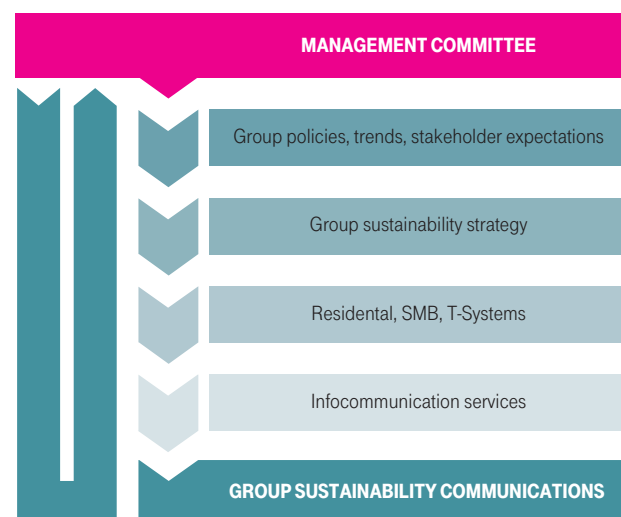 MANAGEMENT COMMITTEE
Group policies, trends, stakeholder expectations
Group sustainability strategy
Residental, SMB, T-Systems
Infocommunication services
GROUP SUSTAINABILITY COMMUNICATIONS